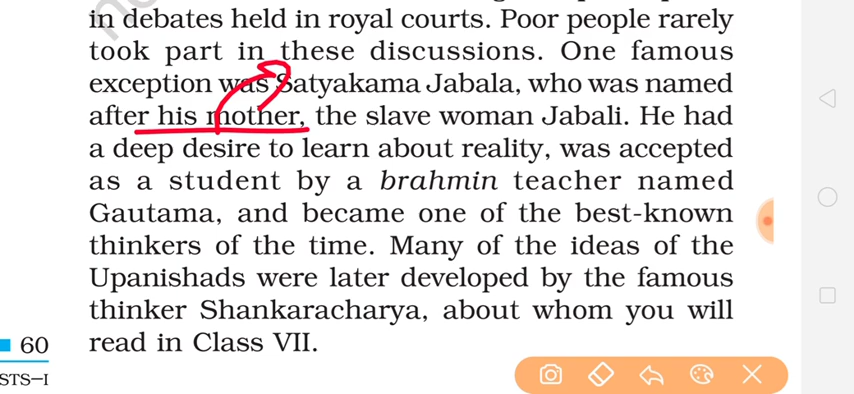 in debates held in royal courts. Poor people rarely
took part in these discussions. One famous
exception was Satyakama Jabala, who was named
after his mother, the slave woman Jabali. He had
a deep desire to learn about reality, was accepted
as a student by a brahmin teacher named
Gautama, and became one of the best-known
thinkers of the time. Many of the ideas of the
Upanishads were later developed by the famous
thinker Shankaracharya, about whom you will
read in Class VII.
60
STS–I